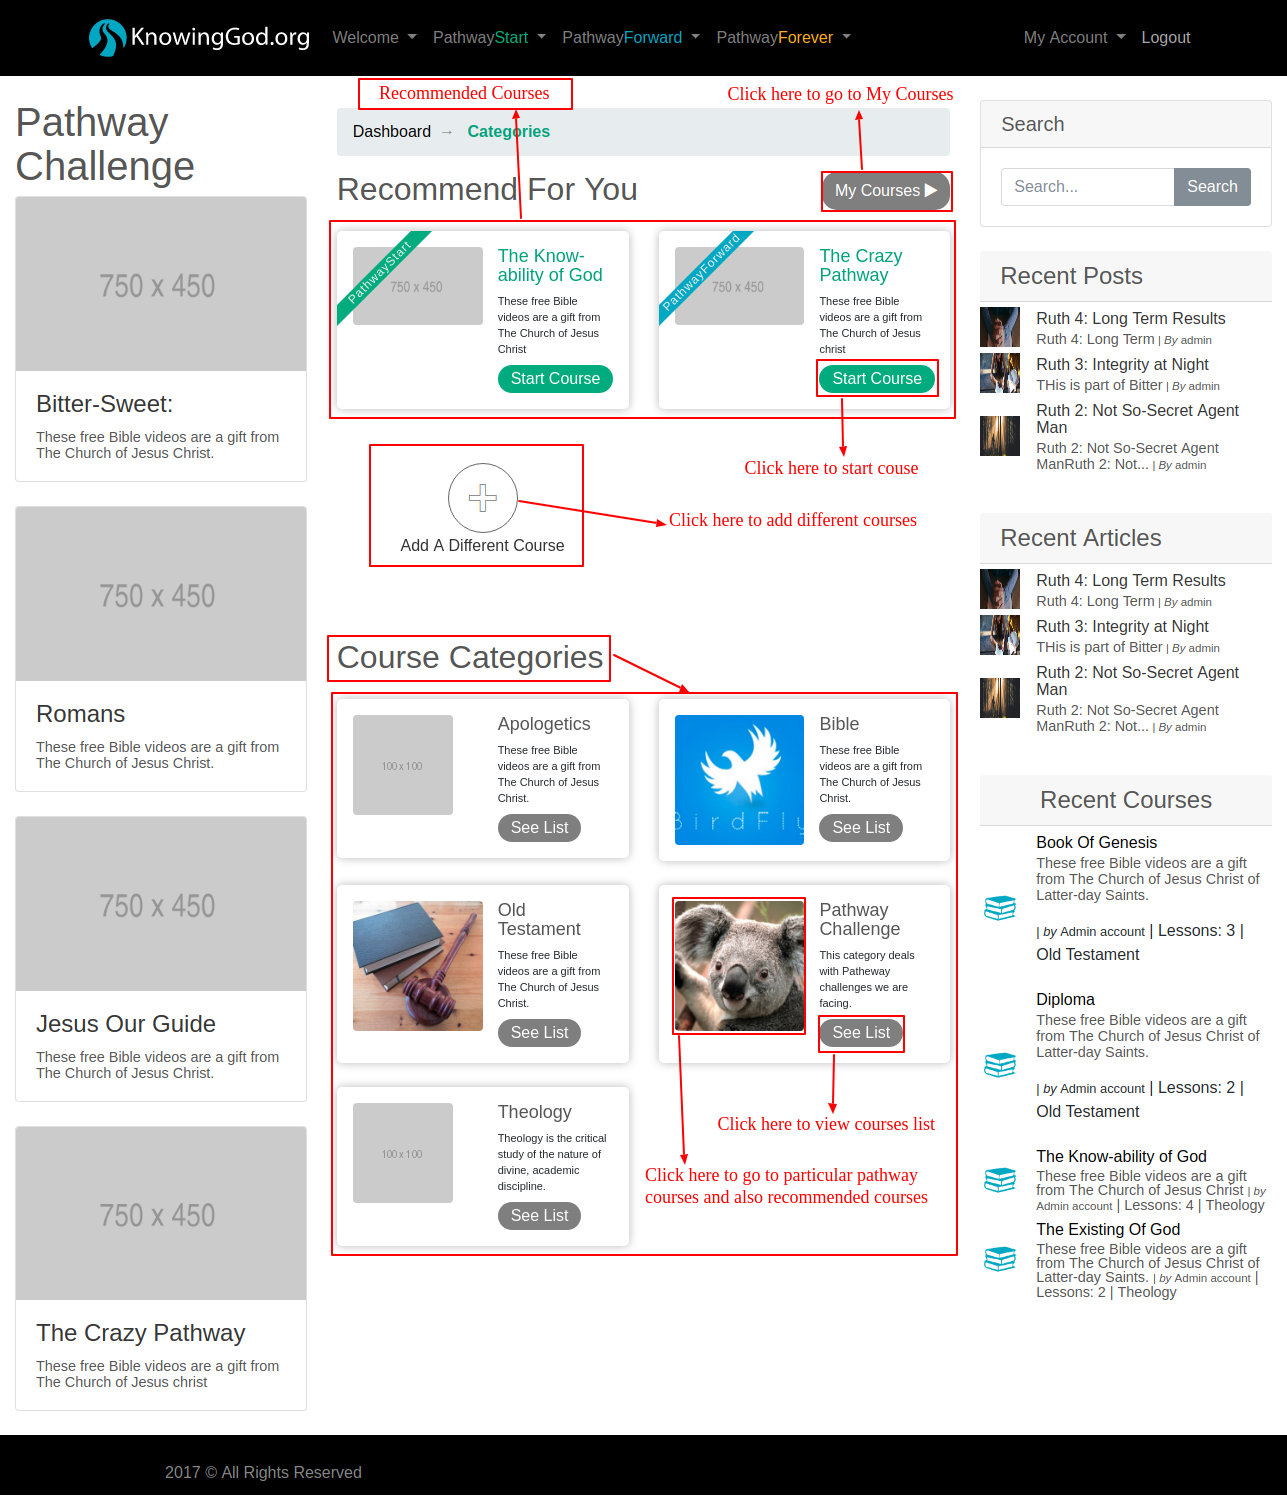 KnowingGod.org Welcome PathwayStart PathwayForward PathwayForever My Account Logout
Recommended Courses
Click here to go to My Courses
Pathway
Challenge
750 x 450
Bitter-Sweet:
These free Bible videos are a gift from
The Church of Jesus Christ.
750 x 450
Romans
These free Bible videos are a gift from
The Church of Jesus Christ.
750 x 450
Jesus Our Guide
These free Bible videos are a gift from
The Church of Jesus Christ.
750 x 450
The Crazy Pathway
These free Bible videos are a gift from
The Church of Jesus christ
Dashboard → Categories
Recommend For You
My Courses
PathwayStart
750 x 450
The Know-
ability of God
These free Bible
videos are a gift from
The Church of Jesus
Christ
Start Course
PathwayForward
750 x 450
The Crazy
Pathway
These free Bible
videos are a gift from
The Church of Jesus
christ
Start Course
Click here to start couse
Add A Different Course
Click here to add different courses
Course Categories
100 x 100
Apologetics
These free Bible
videos are a gift from
The Church of Jesus
Christ.
See List
BirdFly
Bible
These free Bible
videos are a gift from
The Church of Jesus
Christ.
See List
Old
Testament
These free Bible
videos are a gift from
The Church of Jesus
Christ.
See List
Pathway
Challenge
This category deals
with Patheway
challenges we are
facing.
See List
100 x 100
Theology
Theology is the critical
study of the nature of
divine, academic
discipline.
See List
Click here to view courses list
Click here to go to particular pathway
courses and also recommended courses
Search
Search...
Search
Recent Posts
Ruth 4: Long Term Results
Ruth 4: Long Term | By admin
Ruth 3: Integrity at Night
THis is part of Bitter | By admin
Ruth 2: Not So-Secret Agent
Man
Ruth 2: Not So-Secret Agent
ManRuth 2: Not... | By admin
Recent Articles
Ruth 4: Long Term Results
Ruth 4: Long Term | By admin
Ruth 3: Integrity at Night
THis is part of Bitter | By admin
Ruth 2: Not So-Secret Agent
Man
Ruth 2: Not So-Secret Agent
ManRuth 2: Not... | By admin
Recent Courses
Book Of Genesis
These free Bible videos are a gift
from The Church of Jesus Christ of
Latter-day Saints.
| by Admin account | Lessons: 3 |
Old Testament
Diploma
These free Bible videos are a gift
from The Church of Jesus Christ of
Latter-day Saints.
| by Admin account | Lessons: 2 |
Old Testament
The Know-ability of God
These free Bible videos are a gift
from The Church of Jesus Christ | by
Admin account | Lessons: 4 | Theology
The Existing Of God
These free Bible videos are a gift
from The Church of Jesus Christ of
Latter-day Saints. | by Admin account |
Lessons: 2 | Theology
2017 © All Rights Reserved